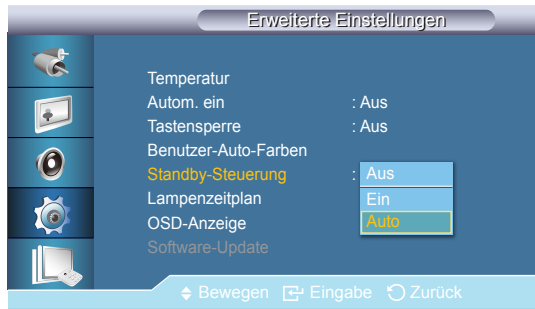 Erweiterte Einstellungen
Temperatur
Autom. ein : Aus
Tastensperre : Aus
Benutzer-Auto-Farben
Standby-Steuerung : Aus
Lampenzeitplan Ein
OSD-Anzeige Auto
Software-Update
Bewegen Eingabe Zurück